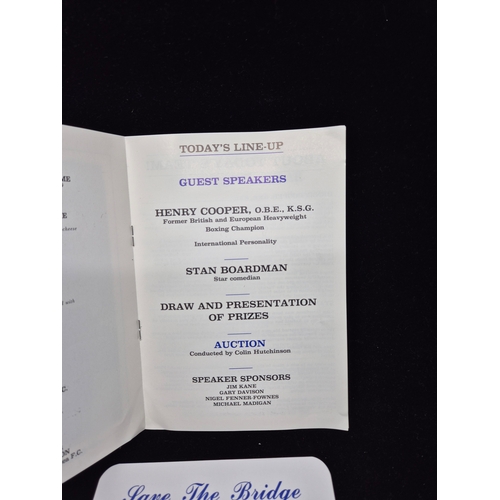 TODAY'S LINE-UP
GUEST SPEAKERS
HENRY COOPER, O.B.E., K.S.G.
Former British and European Heavyweight
Boxing Champion
International Personality
STAN BOARDMAN
Star comedian
DRAW AND PRESENTATION
OF PRIZES
AUCTION
Conducted by Colin Hutchinson
SPEAKER SPONSORS
JIM KANE
GARY DAVISON
NIGEL FENNER-FOWNES
MICHAEL MADIGAN
Save The Bridge